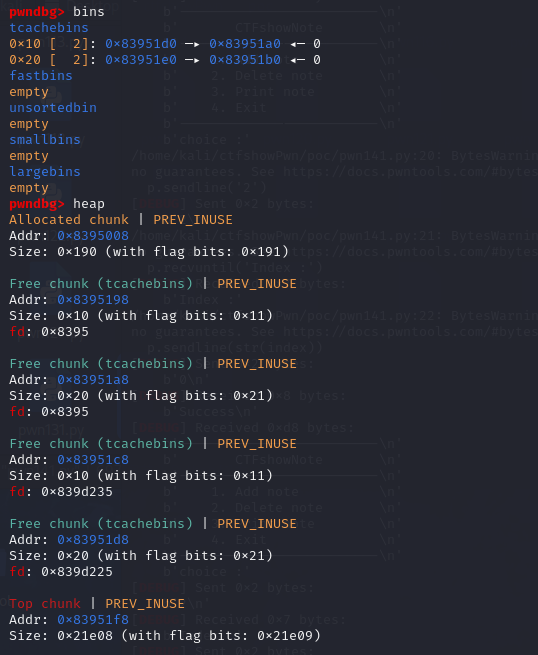 pwndbg> bins
tcachebins
0×10 [  2]: 0×83951d0 —▸ 0×83951a0 ◂— 0
0×20 [  2]: 0×83951e0 —▸ 0×83951b0 ◂— 0
fastbins
empty
unsortedbin
empty
smallbins
empty
largebins
empty
pwndbg> heap
Allocated chunk | PREV_INUSE
Addr: 0×8395008
Size: 0×190 (with flag bits: 0×191)
Free chunk (tcachebins) | PREV_INUSE
Addr: 0×8395198
Size: 0×10 (with flag bits: 0×11)
fd: 0×8395
Free chunk (tcachebins) | PREV_INUSE
Addr: 0×83951a8
Size: 0×20 (with flag bits: 0×21)
fd: 0×8395
Free chunk (tcachebins) | PREV_INUSE
Addr: 0×83951c8
Size: 0×10 (with flag bits: 0×11)
fd: 0×839d235
Free chunk (tcachebins) | PREV_INUSE
Addr: 0×83951d8
Size: 0×20 (with flag bits: 0×21)
fd: 0×839d225
Top chunk | PREV_INUSE
Addr: 0×83951f8
Size: 0×21e08 (with flag bits: 0×21e09)